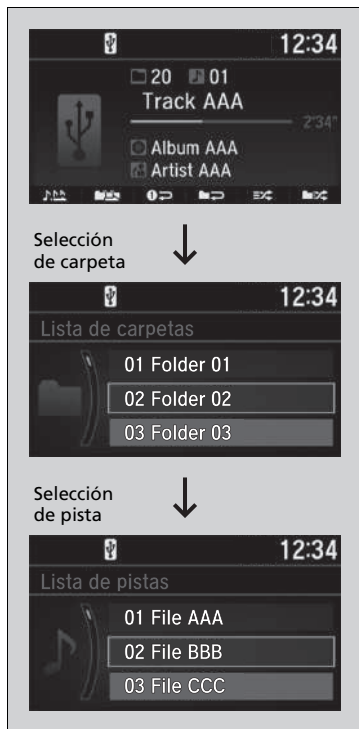 12:34
20 01
Track AAA
2'34"
Album AAA
Artist AAA
Selección
de carpeta
12:34
Lista de carpetas
01 Folder 01
02 Folder 02
03 Folder 03
Selección
de pista
12:34
Lista de pistas
01 File AAA
02 File BBB
03 File CCC